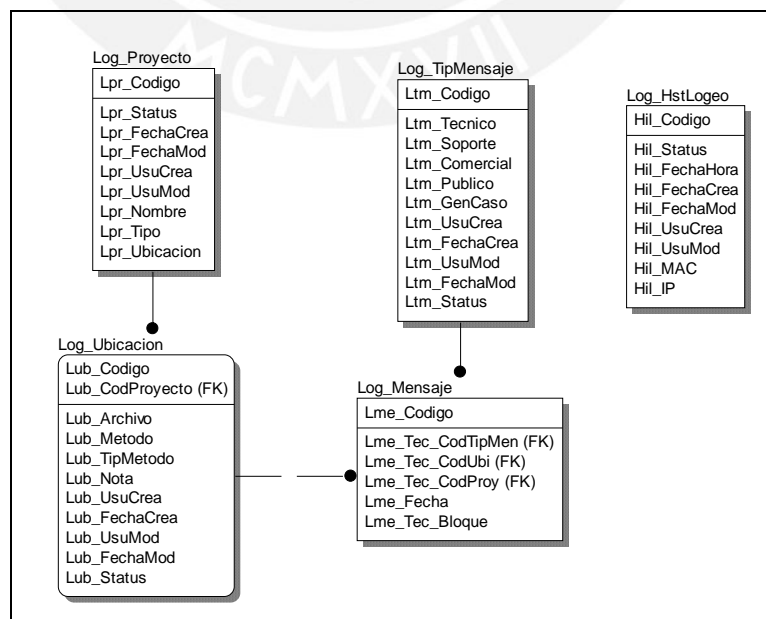 MCMXVII
Log_Proyecto
Lpr_Codigo
Lpr_Status
Lpr_FechaCrea
Lpr_FechaMod
Lpr_UsuCrea
Lpr_UsuMod
Lpr_Nombre
Lpr_Tipo
Lpr_Ubicacion
Log_TipMensaje
Ltm_Codigo
Ltm_Tecnico
Ltm_Soporte
Ltm_Comercial
Ltm_Publico
Ltm_GenCaso
Ltm_UsuCrea
Ltm_FechaCrea
Ltm_UsuMod
Ltm_FechaMod
Ltm_Status
Log_HstLogeo
Hil_Codigo
Hil_Status
Hil_FechaHora
Hil_FechaCrea
Hil_FechaMod
Hil_UsuCrea
Hil_UsuMod
Hil_MAC
Hil_IP
Log_Ubicacion
Lub_Codigo
Lub_CodProyecto (FK)
Lub_Archivo
Lub_Metodo
Lub_TipMetodo
Lub_Nota
Lub_UsuCrea
Lub_FechaCrea
Lub_UsuMod
Lub_FechaMod
Lub_Status
Log_Mensaje
Lme_Codigo
Lme_Tec_CodTipMen (FK)
Lme_Tec_CodUbi (FK)
Lme_Tec_CodProy (FK)
Lme_Fecha
Lme_Tec_Bloque